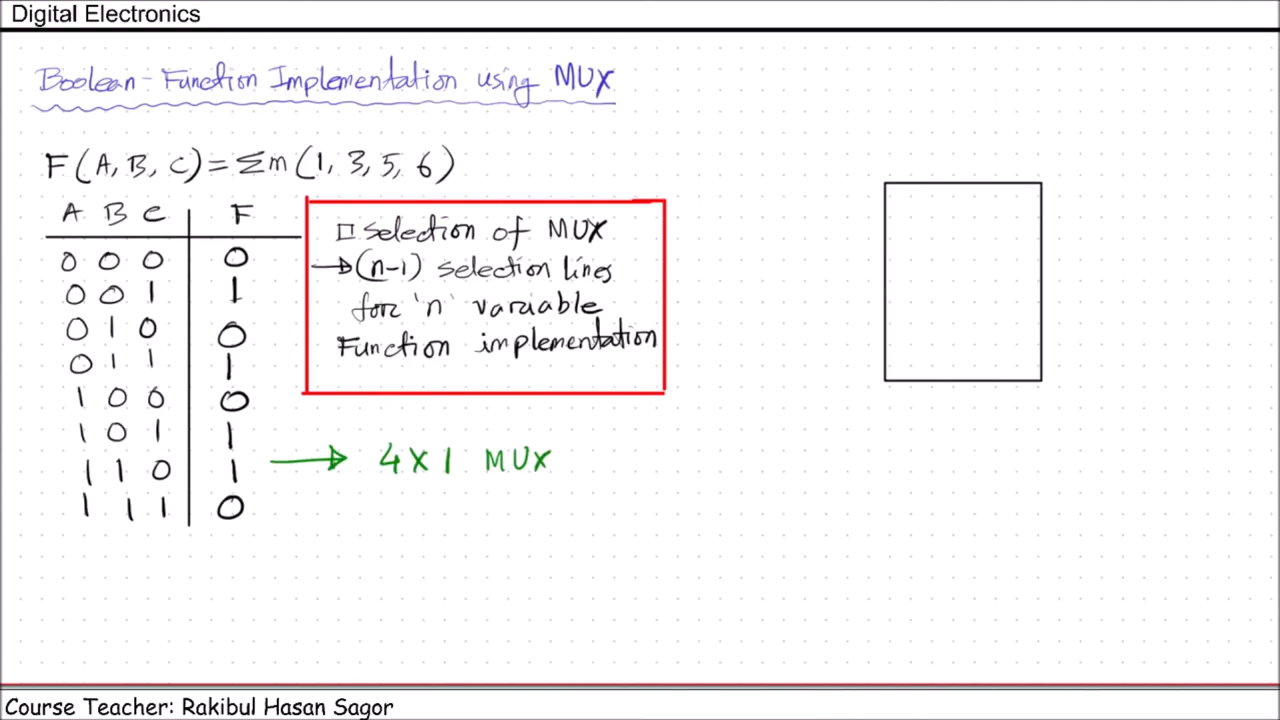 Digital Electronics
Boolean-Function Implementation using MUX
F(A, B, C) = Σm(1, 3, 5, 6)
A B C F
0 0 0 0
0 0 1 1
0 1 0 0
0 1 1 1
1 0 0 0
1 0 1 1
1 1 0 1
1 1 1 0
□ Selection of MUX
→ (n-1) selection lines
for 'n' variable
Function implementation
→ 4X1 MUX
Course Teacher: Rakibul Hasan Sagor